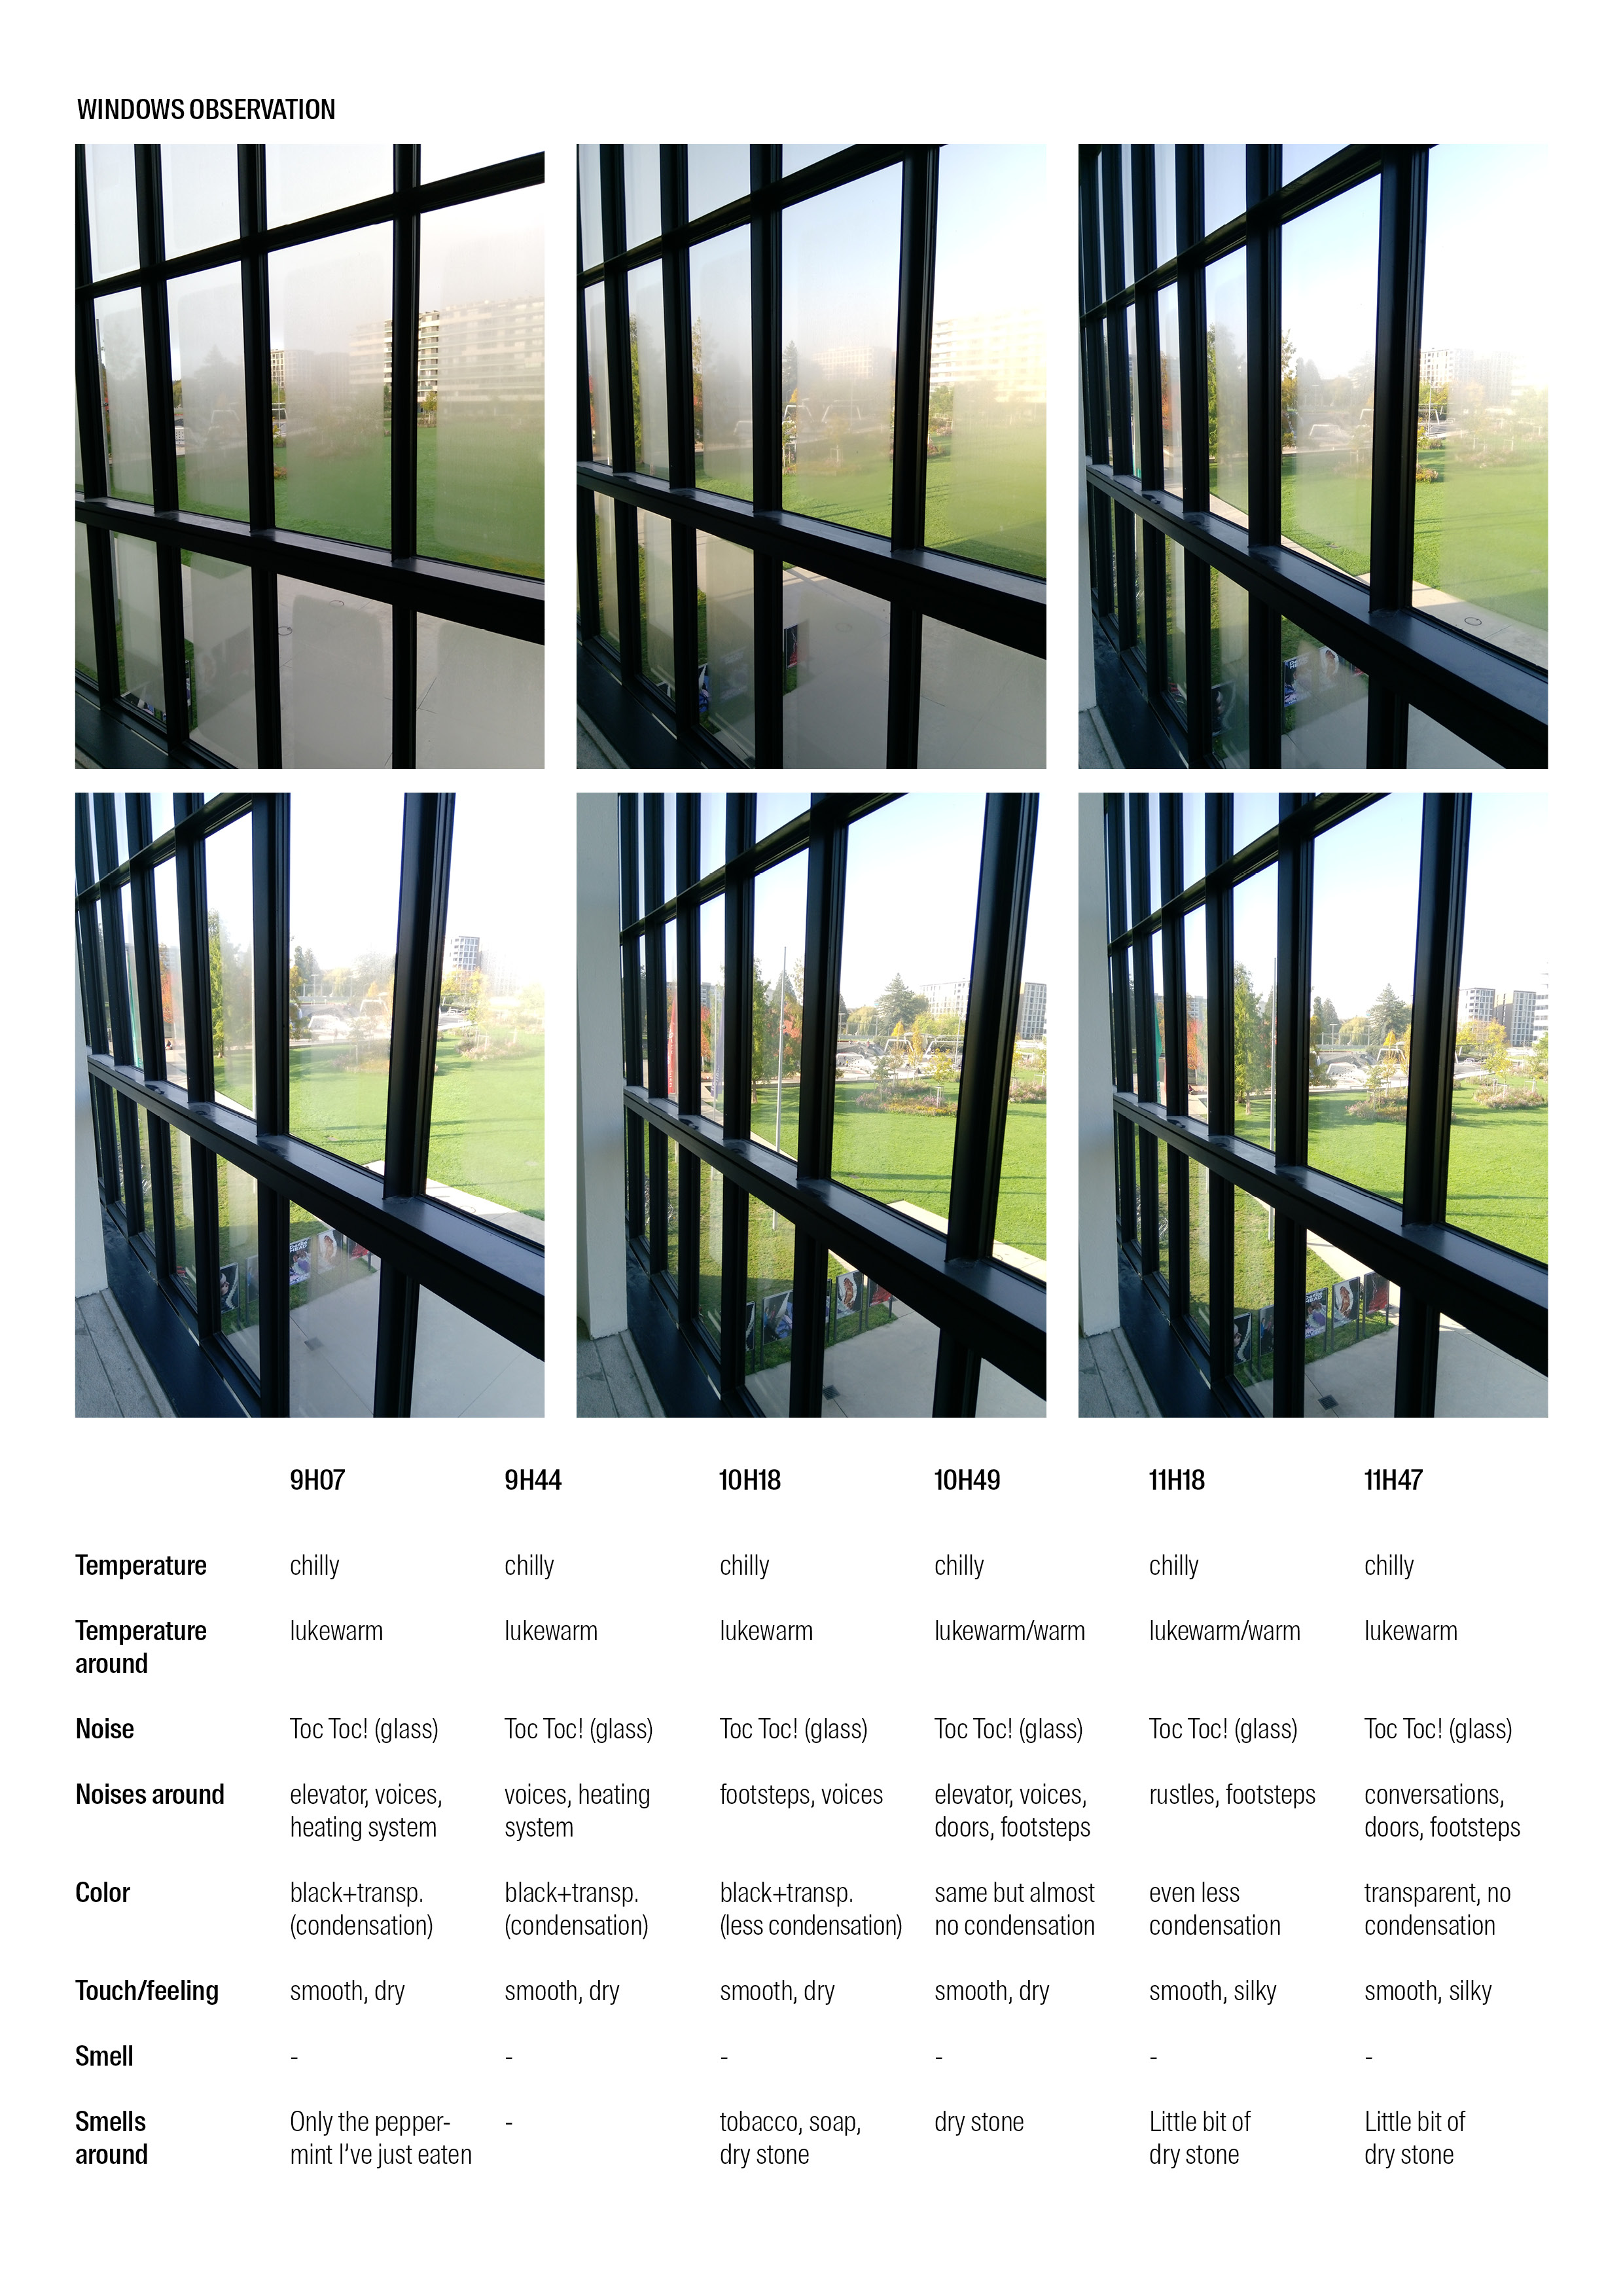 WINDOWS OBSERVATION
9H07 9H44 10H18 10H49 11H18 11H47
Temperature chilly chilly chilly chilly chilly chilly
Temperature around lukewarm lukewarm lukewarm lukewarm/warm lukewarm/warm lukewarm
Noise Toc Toc! (glass) Toc Toc! (glass) Toc Toc! (glass) Toc Toc! (glass) Toc Toc! (glass) Toc Toc! (glass)
Noises around elevator, voices, voices, heating footsteps, voices elevator, voices, rustles, footsteps conversations,
heating system system doors, footsteps doors, footsteps
Color black+transp. black+transp. black+transp. same but almost even less transparent, no
(condensation) (condensation) (less condensation) no condensation condensation condensation
Touch/feeling smooth, dry smooth, dry smooth, dry smooth, dry smooth, silky smooth, silky
Smell - - - - - -
Smells Only the pepper- - tobacco, soap, dry stone Little bit of Little bit of
around mint I've just eaten dry stone dry stone dry stone